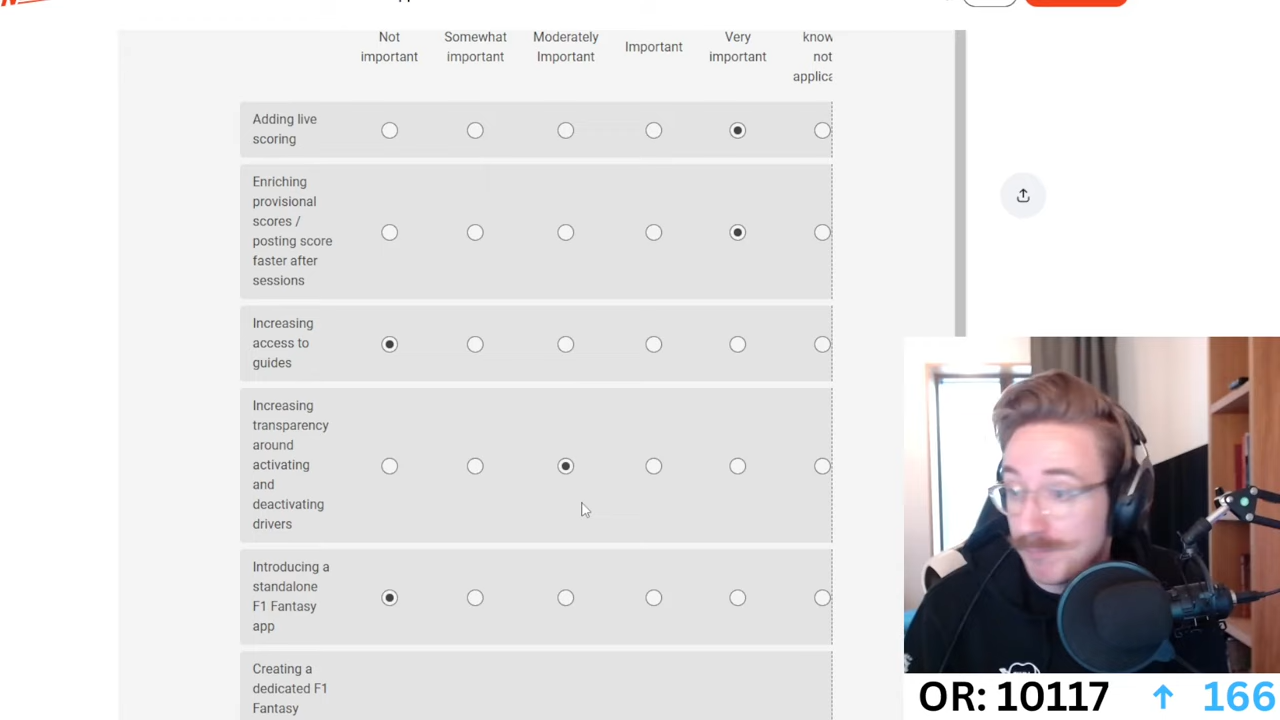 Not
important
Somewhat
important
Moderately
Important
Important
Very
important
know
not
applica
Adding live
scoring
Enriching
provisional
scores /
posting score
faster after
sessions
Increasing
access to
guides
Increasing
transparency
around
activating
and
deactivating
drivers
Introducing a
standalone
F1 Fantasy
app
Creating a
dedicated F1
Fantasy
OR: 10117 ↑ 166